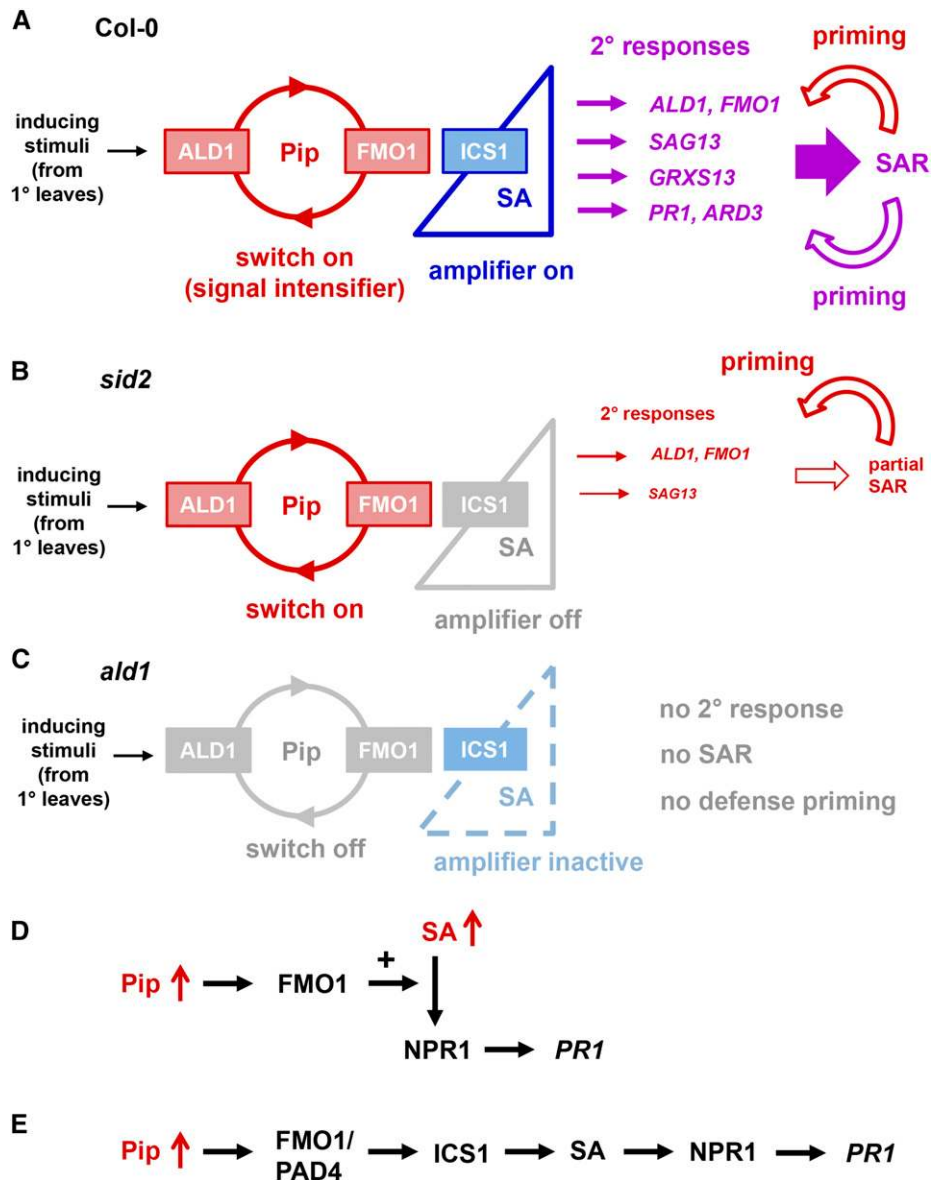 A
Col-0
inducing
stimuli
(from
1° leaves)
ALD1
Pip
FMO1
switch on
(signal intensifier)
ICS1
SA
amplifier on
2° responses
ALD1, FMO1
SAG13
GRXS13
PR1, ARD3
priming
SAR
priming
B
sid2
inducing
stimuli
(from
1° leaves)
ALD1
Pip
FMO1
switch on
ICS1
SA
amplifier off
2° responses
ALD1, FMO1
SAG13
priming
partial
SAR
C
ald1
inducing
stimuli
(from
1° leaves)
ALD1
Pip
FMO1
switch off
ICS1
SA
amplifier inactive
no 2° response
no SAR
no defense priming
D
SA
Pip
FMO1
+
NPR1
PR1
E
Pip
FMO1/
PAD4
ICS1
SA
NPR1
PR1